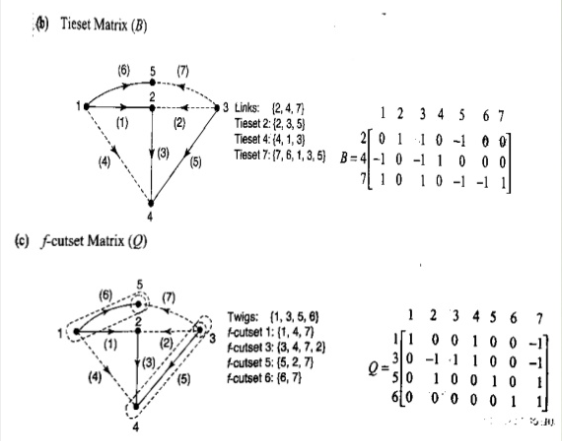 (b) Tieset Matrix (B)
(6) 5 (7)
1 2 3
(1) (2)
(4) (3) (5)
4
Links: {2, 4, 7}
Tieset 2: {2, 3, 5}
Tieset 4: {4, 1, 3}
Tieset 7: {7, 6, 1, 3, 5}
1 2 3 4 5 6 7
2 0 1 1 0 -1 0 0
B = 4 -1 0 -1 1 0 0 0
7 1 0 1 0 -1 -1 1
(c) f-cutset Matrix (Q)
5
(6) (7)
1 2 3
(1) (2)
(4) (3) (5)
4
Twigs: {1, 3, 5, 6}
f-cutset 1: {1, 4, 7}
f-cutset 3: {3, 4, 7, 2}
f-cutset 5: {5, 2, 7}
f-cutset 6: {6, 7}
1 2 3 4 5 6 7
1 1 0 0 1 0 0 -1
Q = 3 0 -1 1 1 0 0 -1
5 0 1 0 0 1 0 1
6 0 0 0 0 0 1 1